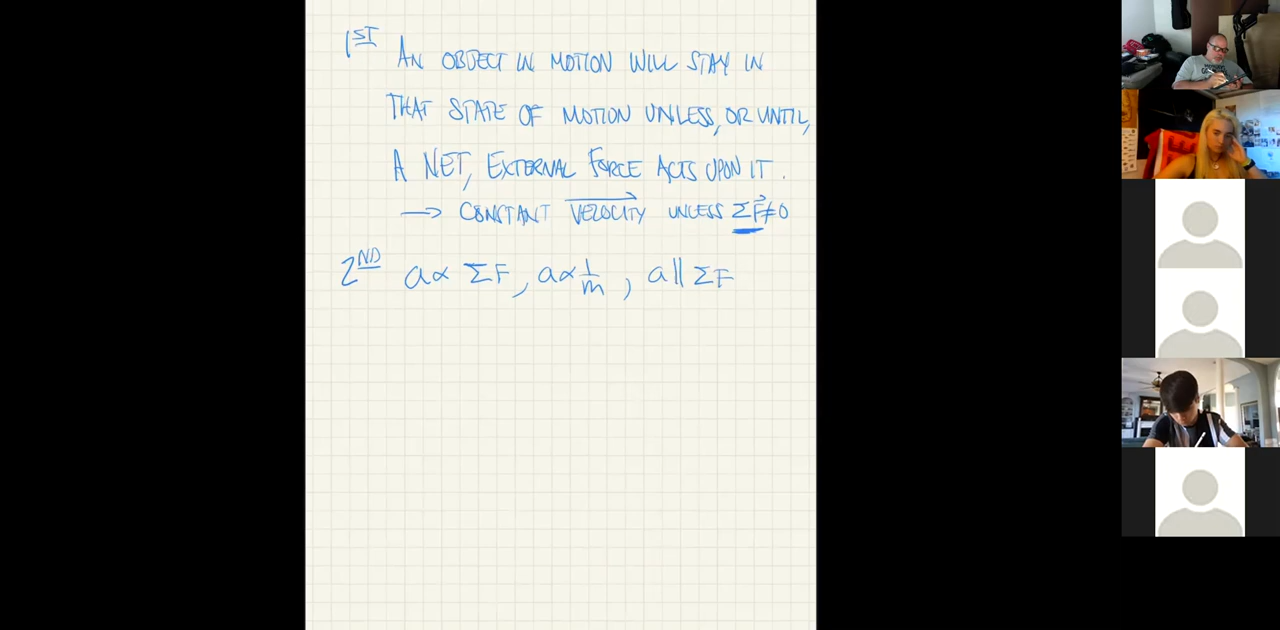 1ST AN OBJECT IN MOTION WILL STAY IN
THAT STATE OF MOTION UNLESS, OR UNTIL,
A NET, EXTERNAL FORCE ACTS UPON IT.
→ CONSTANT VELOCITY UNLESS ΣF⃗≠0
2ND a∝ ΣF, a∝1/m, a||ΣF